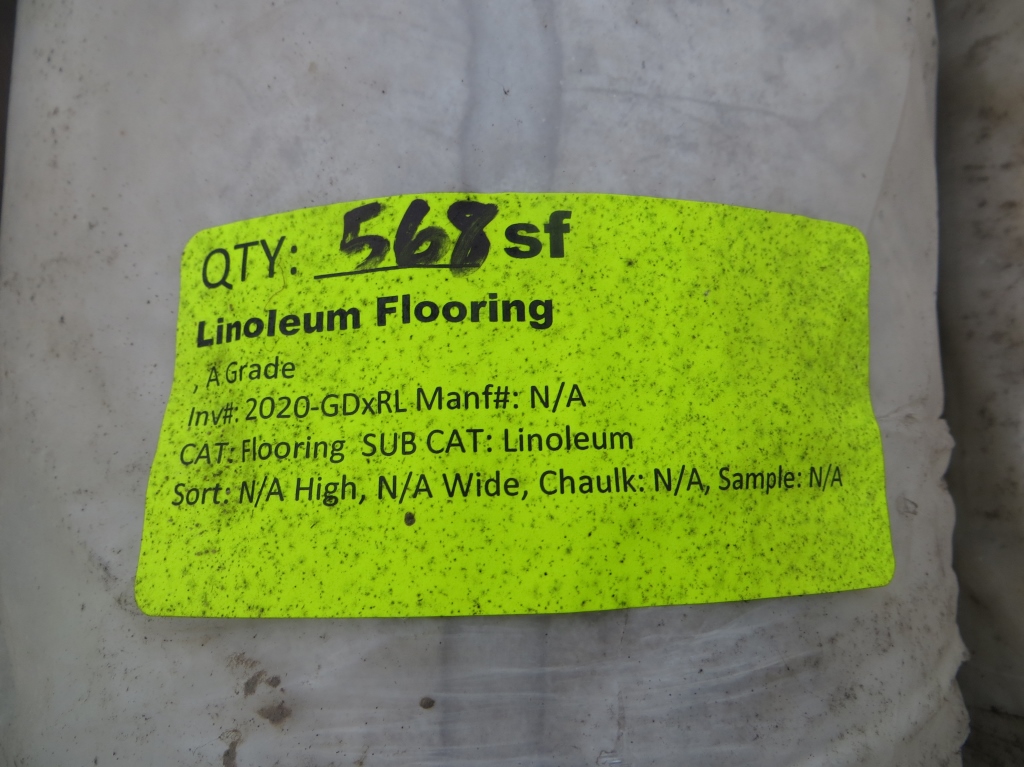 QTY: 568 sf
Linoleum Flooring
, A Grade
Inv#: 2020-GDxRL Manf#: N/A
CAT: Flooring SUB CAT: Linoleum
Sort: N/A High, N/A Wide, Chaulk: N/A, Sample: N/A